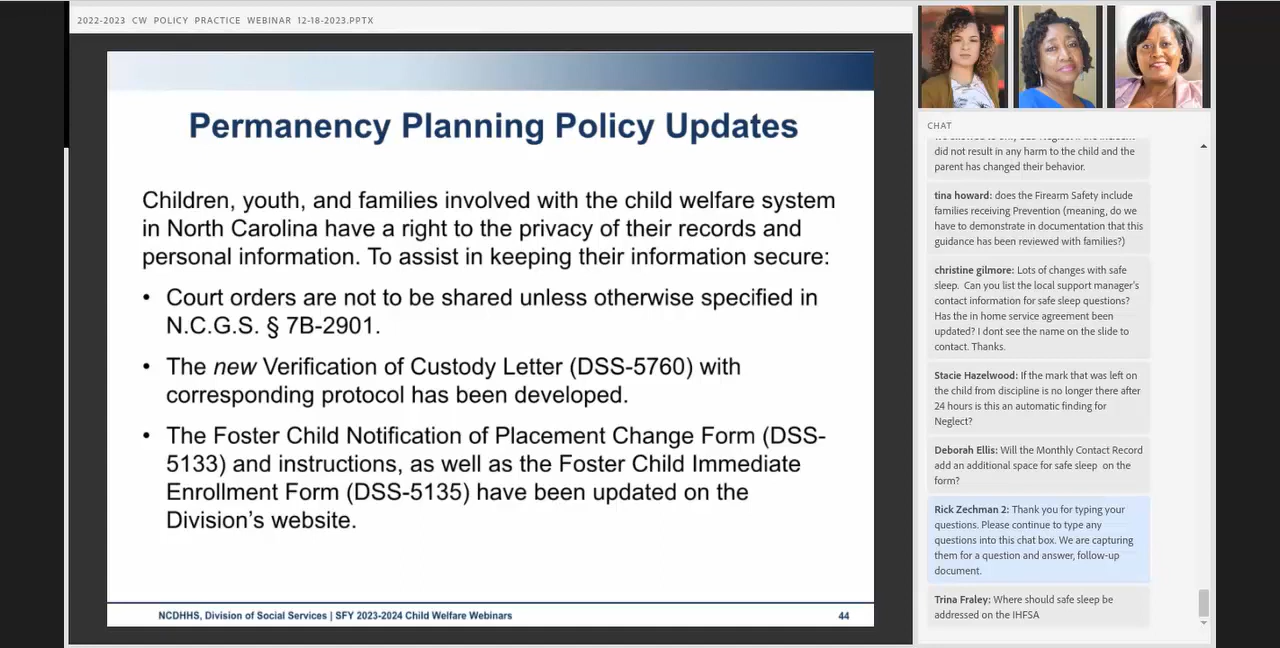 2022-2023 CW POLICY PRACTICE WEBINAR 12-18-2023.PPTX
Permanency Planning Policy Updates
Children, youth, and families involved with the child welfare system
in North Carolina have a right to the privacy of their records and
personal information. To assist in keeping their information secure:
• Court orders are not to be shared unless otherwise specified in
N.C.G.S. § 7B-2901.
• The new Verification of Custody Letter (DSS-5760) with
corresponding protocol has been developed.
• The Foster Child Notification of Placement Change Form (DSS-
5133) and instructions, as well as the Foster Child Immediate
Enrollment Form (DSS-5135) have been updated on the
Division's website.
NCDHHS, Division of Social Services | SFY 2023-2024 Child Welfare Webinars
44
CHAT
did not result in any harm to the child and the
parent has changed their behavior.
tina howard: does the Firearm Safety include
families receiving Prevention (meaning, do we
have to demonstrate in documentation that this
guidance has been reviewed with families?)
christine gilmore: Lots of changes with safe
sleep. Can you list the local support manager's
contact information for safe sleep questions?
Has the in home service agreement been
updated? I dont see the name on the slide to
contact. Thanks.
Stacie Hazelwood: If the mark that was left on
the child from discipline is no longer there after
24 hours is this an automatic finding for
Neglect?
Deborah Ellis: Will the Monthly Contact Record
add an additional space for safe sleep on the
form?
Rick Zechman 2: Thank you for typing your
questions. Please continue to type any
questions into this chat box. We are capturing
them for a question and answer, follow-up
document.
Trina Fraley: Where should safe sleep be
addressed on the IHFSA